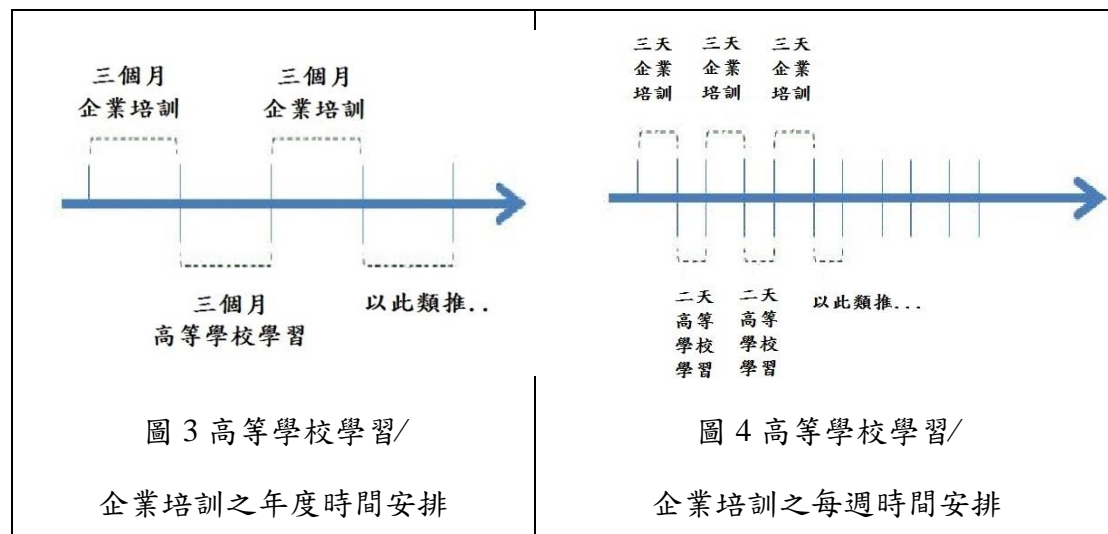 三個月
企業培訓
三個月
企業培訓
三個月
高等學校學習
以此類推..
圖 3 高等學校學習/
企業培訓之年度時間安排
三天
企業
培訓
三天
企業
培訓
三天
企業
培訓
二天
高等
學校
學習
二天
高等
學校
學習
以此類推...
圖 4 高等學校學習/
企業培訓之每週時間安排